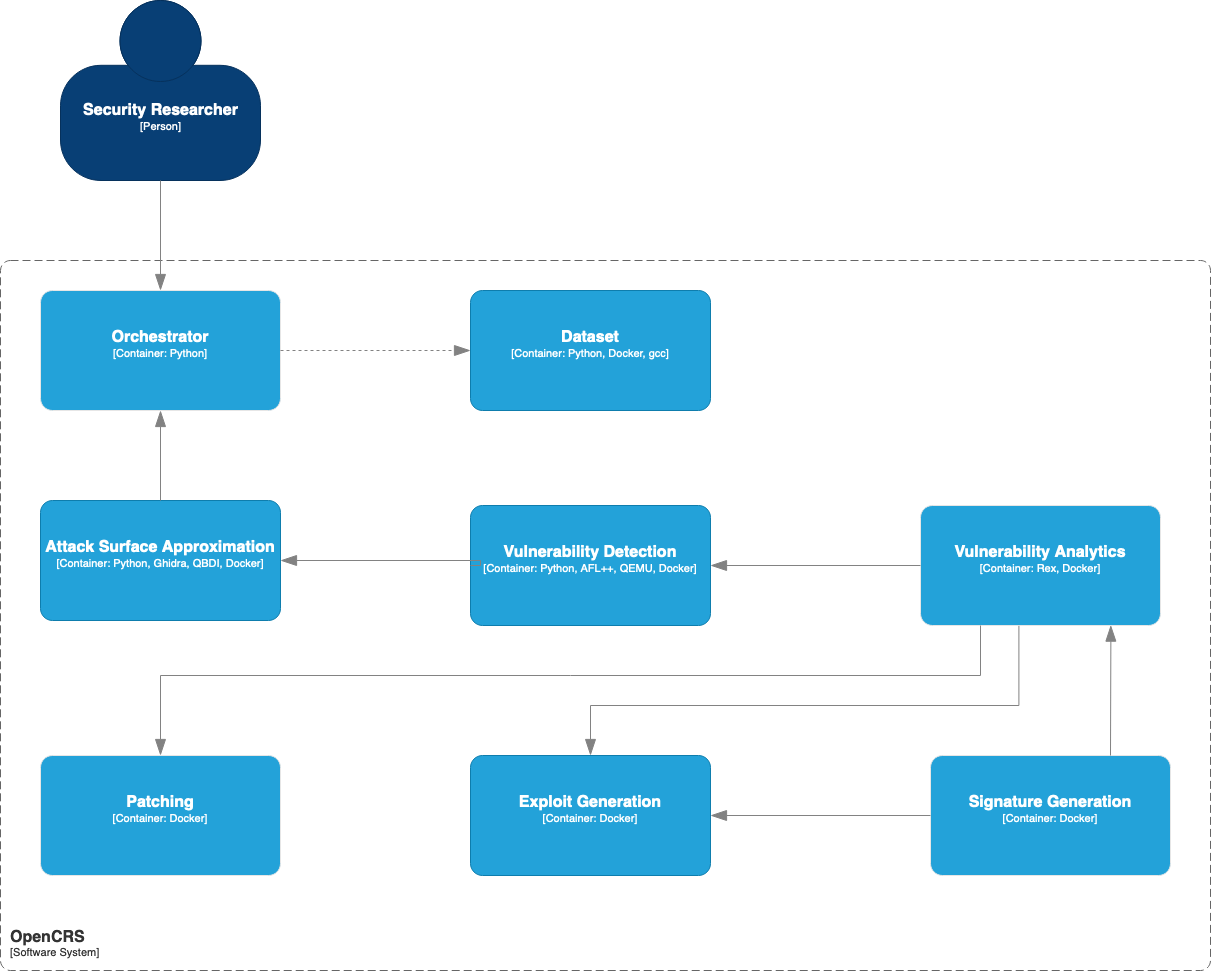 Security Researcher
[Person]
Orchestrator
[Container: Python]
Dataset
[Container: Python, Docker, gcc]
Attack Surface Approximation
[Container: Python, Ghidra, QBDI, Docker]
Vulnerability Detection
[Container: Python, AFL++, QEMU, Docker]
Vulnerability Analytics
[Container: Rex, Docker]
Patching
[Container: Docker]
Exploit Generation
[Container: Docker]
Signature Generation
[Container: Docker]
OpenCRS
[Software System]